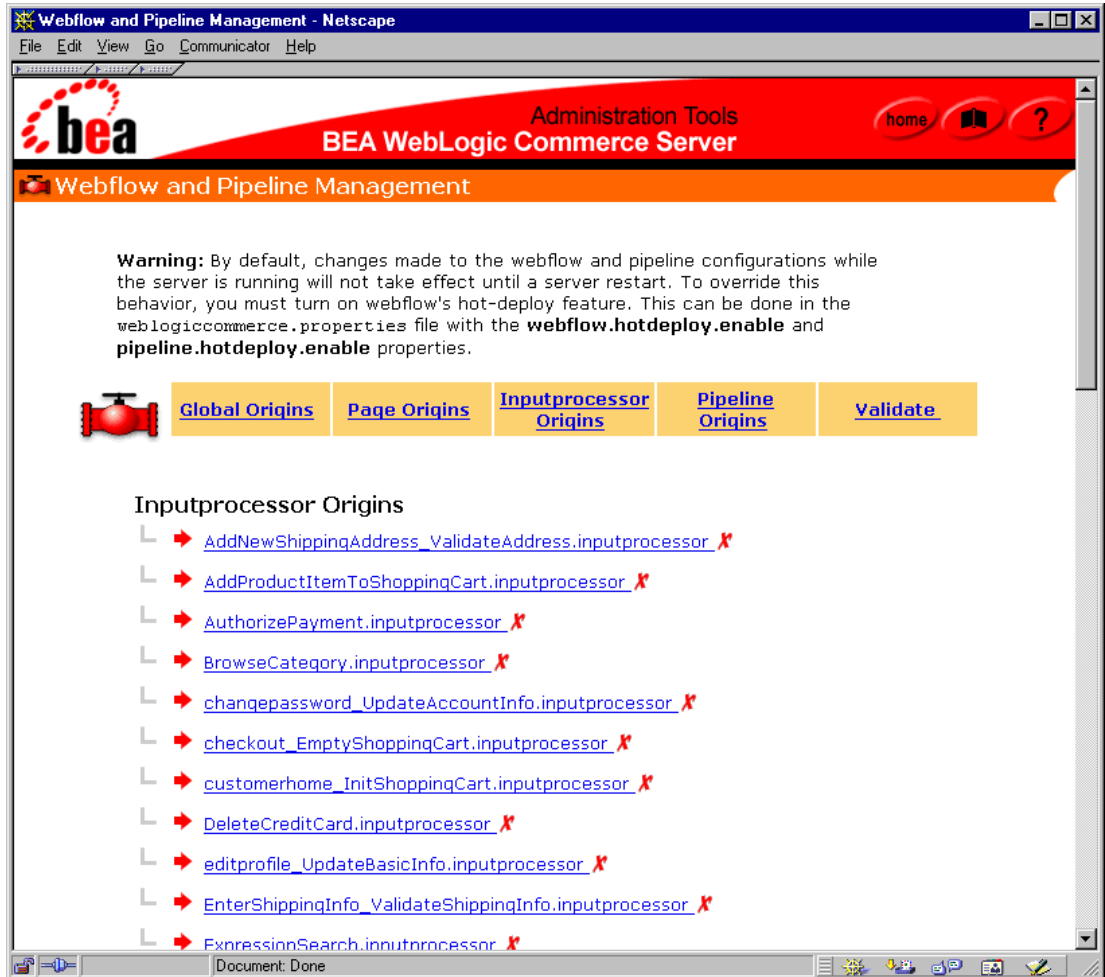 Webflow and Pipeline Management - Netscape
File Edit View Go Communicator Help
bea
Administration Tools
BEA WebLogic Commerce Server
home
?
Webflow and Pipeline Management
Warning: By default, changes made to the webflow and pipeline configurations while
the server is running will not take effect until a server restart. To override this
behavior, you must turn on webflow's hot-deploy feature. This can be done in the
weblogiccommerce.properties file with the webflow.hotdeploy.enable and
pipeline.hotdeploy.enable properties.
Global Origins
Page Origins
Inputprocessor
Origins
Pipeline
Origins
Validate
Inputprocessor Origins
AddNewShippingAddress_ValidateAddress.inputprocessor
AddProductItemToShoppingCart.inputprocessor
AuthorizePayment.inputprocessor
BrowseCategory.inputprocessor
changepassword_UpdateAccountInfo.inputprocessor
checkout_EmptyShoppingCart.inputprocessor
customerhome_InitShoppingCart.inputprocessor
DeleteCreditCard.inputprocessor
editprofile_UpdateBasicInfo.inputprocessor
EnterShippingInfo_ValidateShippingInfo.inputprocessor
ExpressionSearch.inputprocessor
Document: Done